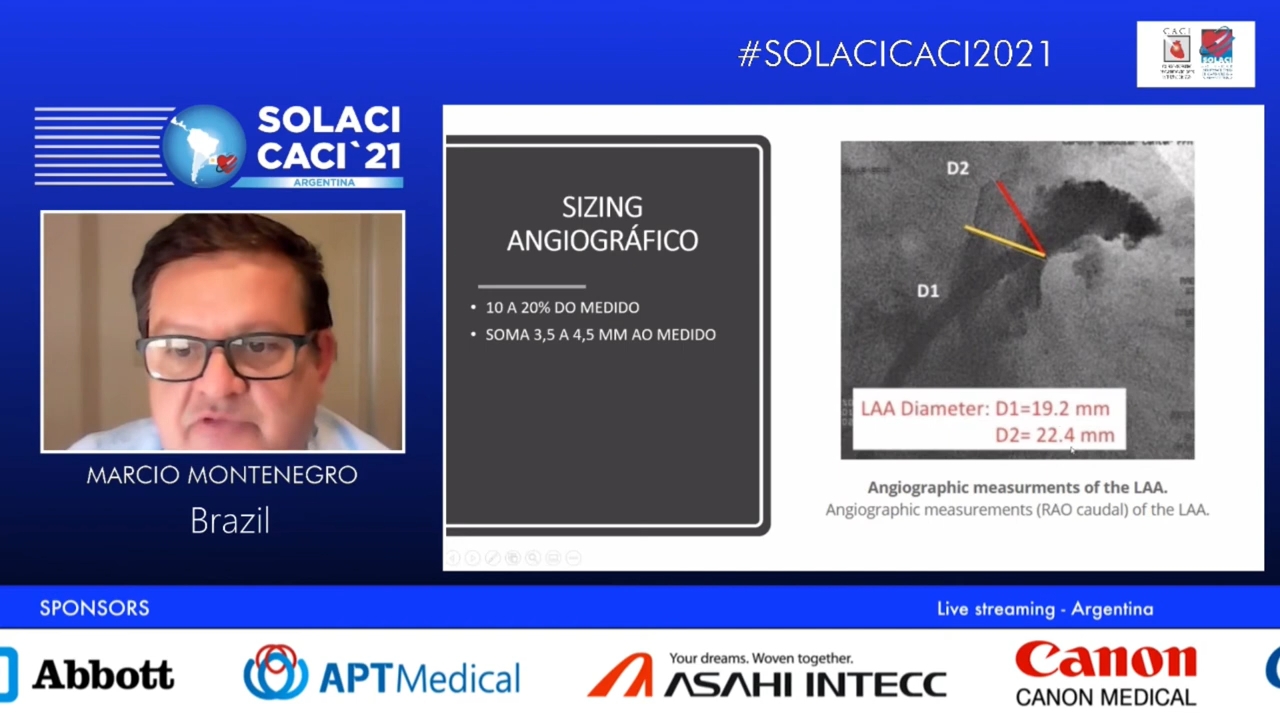 #SOLACICACI2021
CACI
SOLACI
SOLACI
CACI`21
ARGENTINA
MARCIO MONTENEGRO
Brazil
SIZING
ANGIOGRÁFICO
• 10 A 20% DO MEDIDO
• SOMA 3,5 A 4,5 MM AO MEDIDO
D2
D1
LAA Diameter: D1=19.2 mm
D2= 22.4 mm
Angiographic measurments of the LAA.
Angiographic measurements (RAO caudal) of the LAA.
SPONSORS
Live streaming - Argentina
Abbott
APTMedical
Your dreams. Woven together.
ASAHI INTECC
Canon
CANON MEDICAL